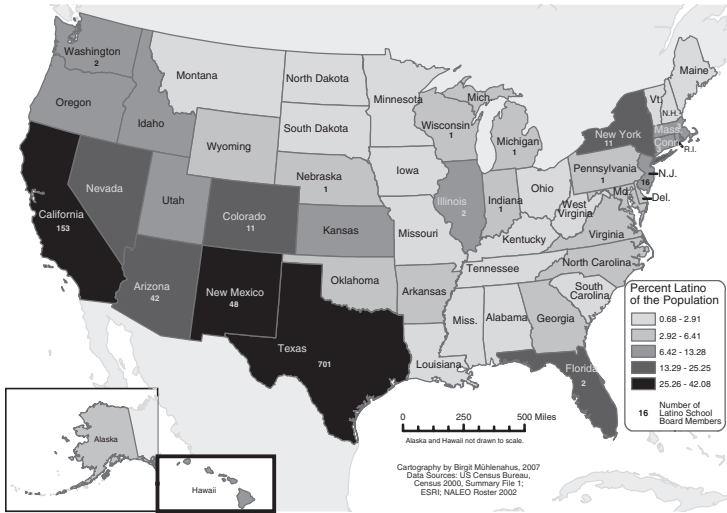 Washington
2
Oregon
Idaho
Montana
Wyoming
North Dakota
South Dakota
Nebraska
1
Kansas
Oklahoma
Minnesota
Iowa
Missouri
Arkansas
Louisiana
Wisconsin
1
Mich.
Michigan
1
Illinois
2
Indiana
1
Ohio
Kentucky
Tennessee
Miss.
Alabama
Georgia
Florida
2
South
Carolina
North Carolina
Virginia
West
Virginia
Pennsylvania
1
New York
11
Vt.
N.H.
Maine
Mass.
Conn.
R.I.
N.J.
16
Md.
Del.
California
153
Nevada
Utah
Colorado
11
Arizona
42
New Mexico
48
Texas
701
Alaska
Hawaii
Percent Latino
of the Population
0.68 - 2.91
2.92 - 6.41
6.42 - 13.28
13.29 - 25.25
25.26 - 42.08
16 Number of
Latino School
Board Members
0 250 500 Miles
Alaska and Hawaii not drawn to scale.
Cartography by Birgit Mühlenahus, 2007
Data Sources: US Census Bureau,
Census 2000, Summary File 1;
ESRI; NALEO Roster 2002